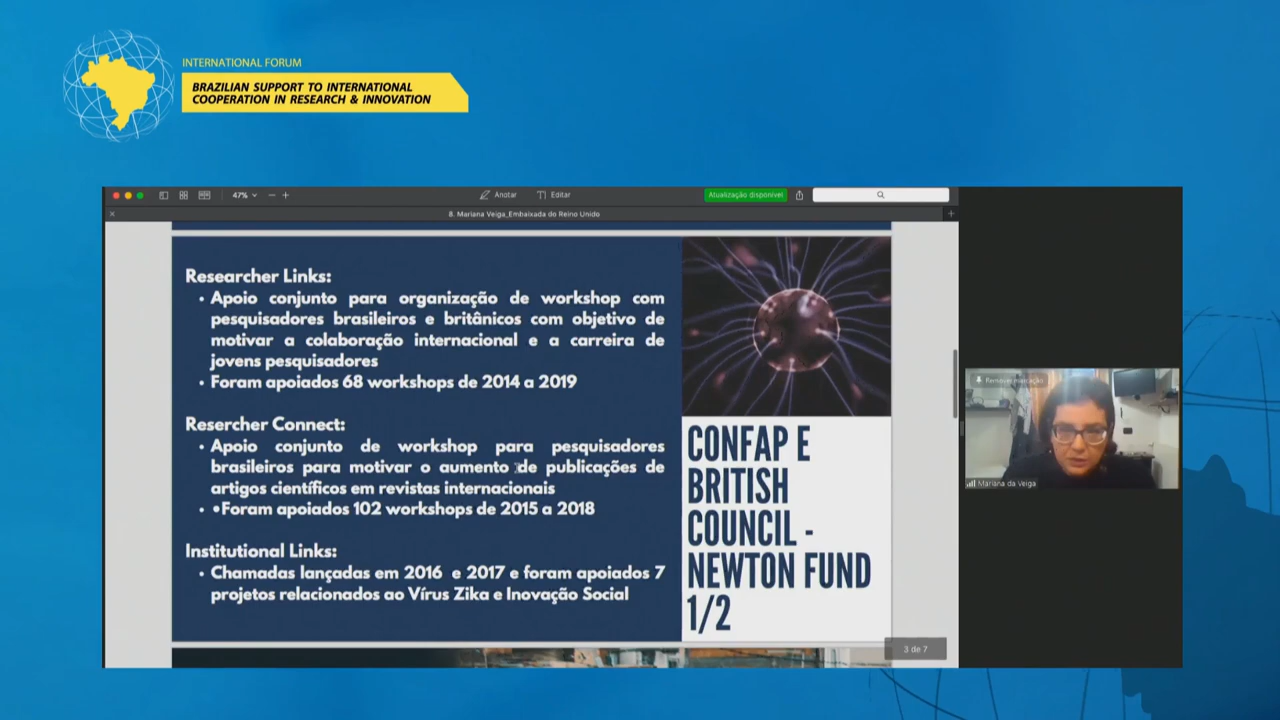 INTERNATIONAL FORUM
BRAZILIAN SUPPORT TO INTERNATIONAL
COOPERATION IN RESEARCH & INNOVATION
47%
Anotar
Editar
Atualização disponível
8. Mariana Veiga_Embaixada do Reino Unido
Researcher Links:
• Apoio conjunto para organização de workshop com
pesquisadores brasileiros e britânicos com objetivo de
motivar a colaboração internacional e a carreira de
jovens pesquisadores
• Foram apoiados 68 workshops de 2014 a 2019
Resercher Connect:
• Apoio conjunto de workshop para pesquisadores
brasileiros para motivar o aumento de publicações de
artigos científicos em revistas internacionais
• •Foram apoiados 102 workshops de 2015 a 2018
Institutional Links:
• Chamadas lançadas em 2016 e 2017 e foram apoiados 7
projetos relacionados ao Vírus Zika e Inovação Social
CONFAP E
BRITISH
COUNCIL -
NEWTON FUND
1/2
3 de 7
Remover marcação
Mariana da Veiga